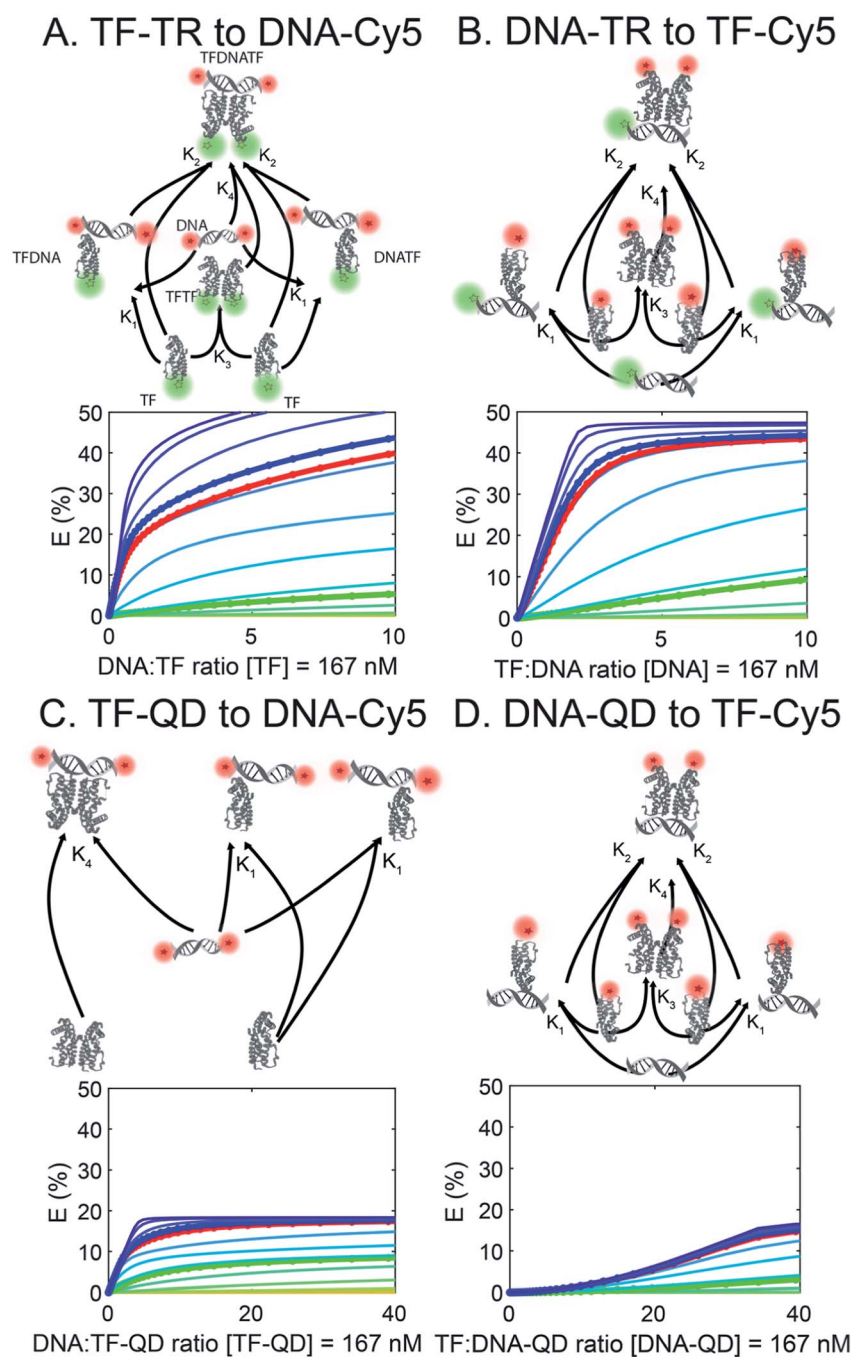 A. TF-TR to DNA-Cy5
TFDNATF
K2 K2
K4
DNA
TFDNA DNATF
TFTF
K1 K1
K3
TF TF
50
40
30
20
10
0
E (%)
0 5 10
DNA:TF ratio [TF] = 167 nM
B. DNA-TR to TF-Cy5
K2 K2
K4
K3
K1 K1
50
40
30
20
10
0
E (%)
0 5 10
TF:DNA ratio [DNA] = 167 nM
C. TF-QD to DNA-Cy5
K4 K1 K1
50
40
30
20
10
0
E (%)
0 20 40
DNA:TF-QD ratio [TF-QD] = 167 nM
D. DNA-QD to TF-Cy5
K2 K2
K4
K3
K1 K1
50
40
30
20
10
0
E (%)
0 20 40
TF:DNA-QD ratio [DNA-QD] = 167 nM